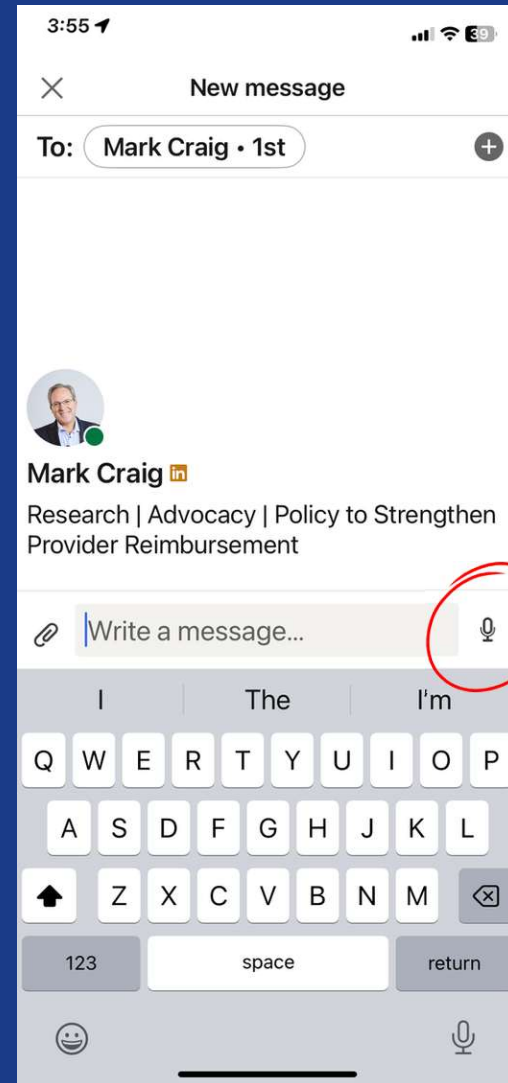 3:55
39
New message
To: Mark Craig • 1st
Mark Craig in
Research | Advocacy | Policy to Strengthen
Provider Reimbursement
Write a message...
I The I'm
Q W E R T Y U I O P
A S D F G H J K L
Z X C V B N M
123 space return